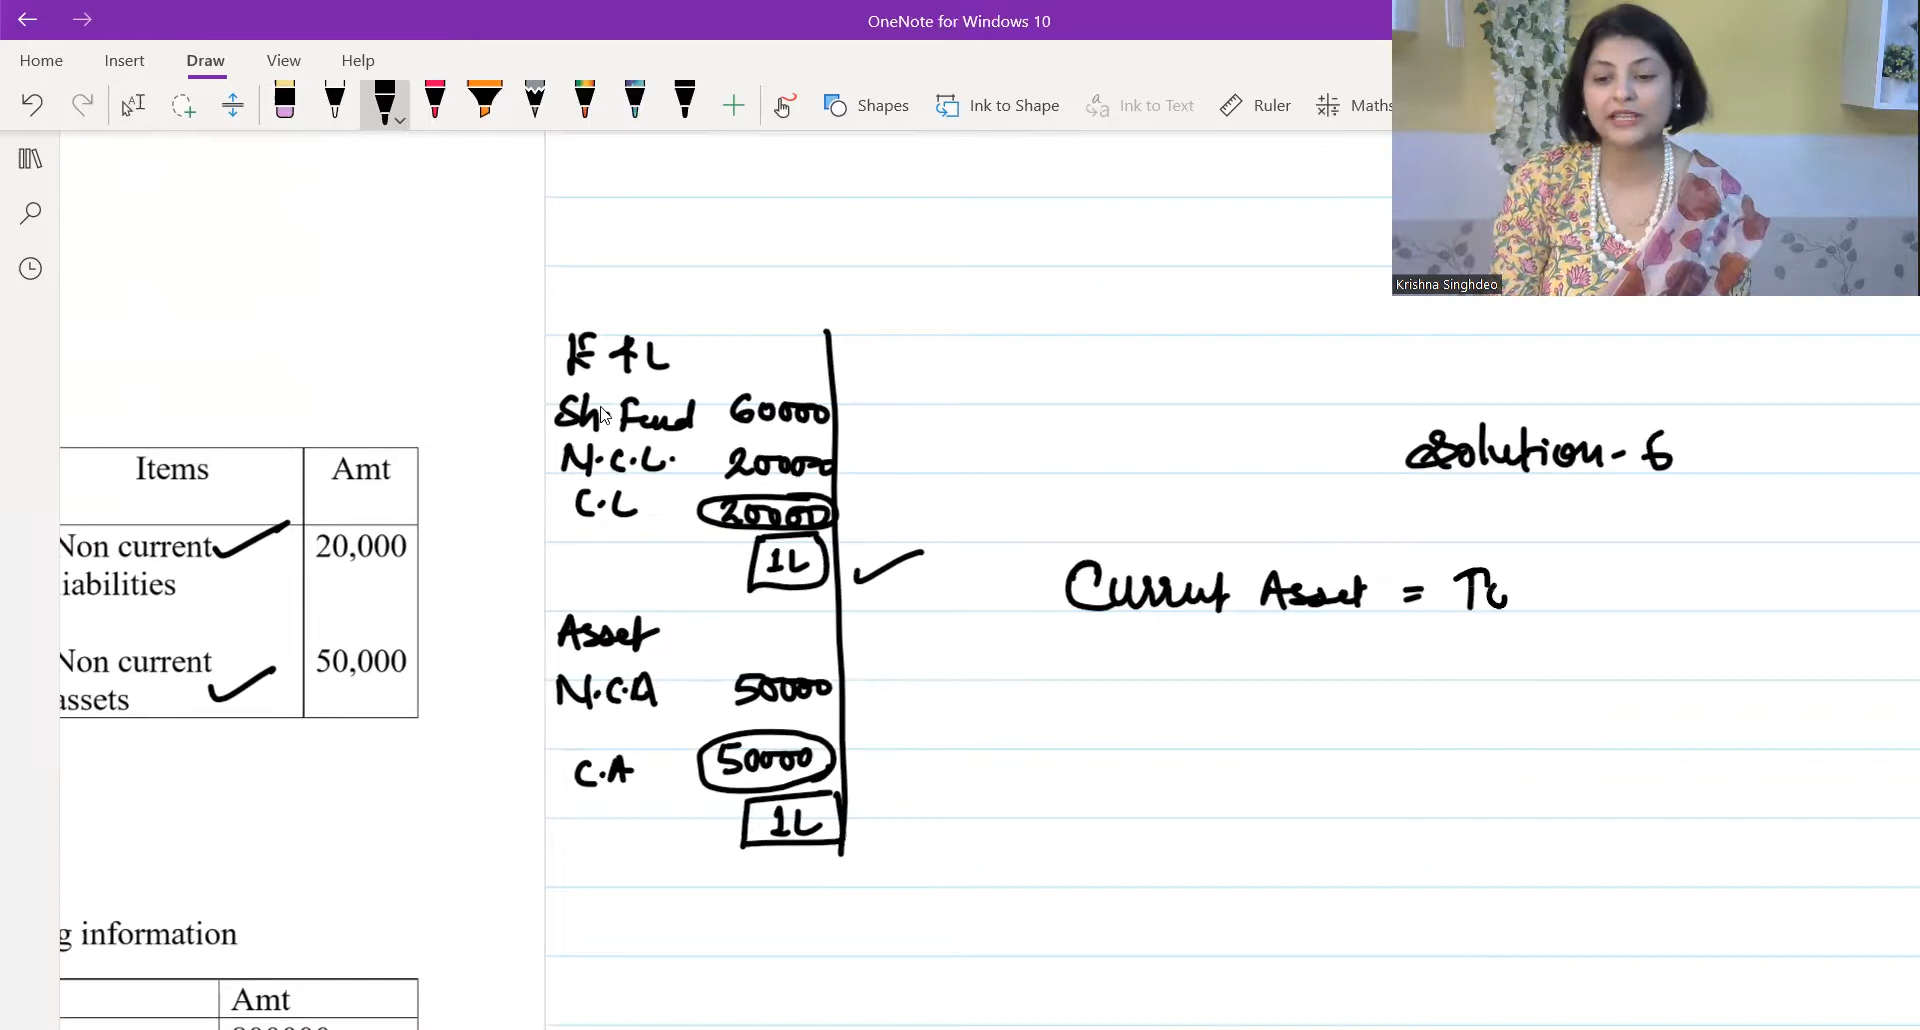 OneNote for Windows 10
Home Insert Draw View Help
Shapes Ink to Shape Ink to Text Ruler Maths
Krishna Singhdeo
E + L
Sh Fund 60000
N.C.L. 20000
C.L 20000
1L
Asset
N.C.A 50000
C.A 50000
1L
Solution - 6
Current Asset = To
Items Amt
Non current 20,000
iabilities
Non current 50,000
assets
g information
Amt